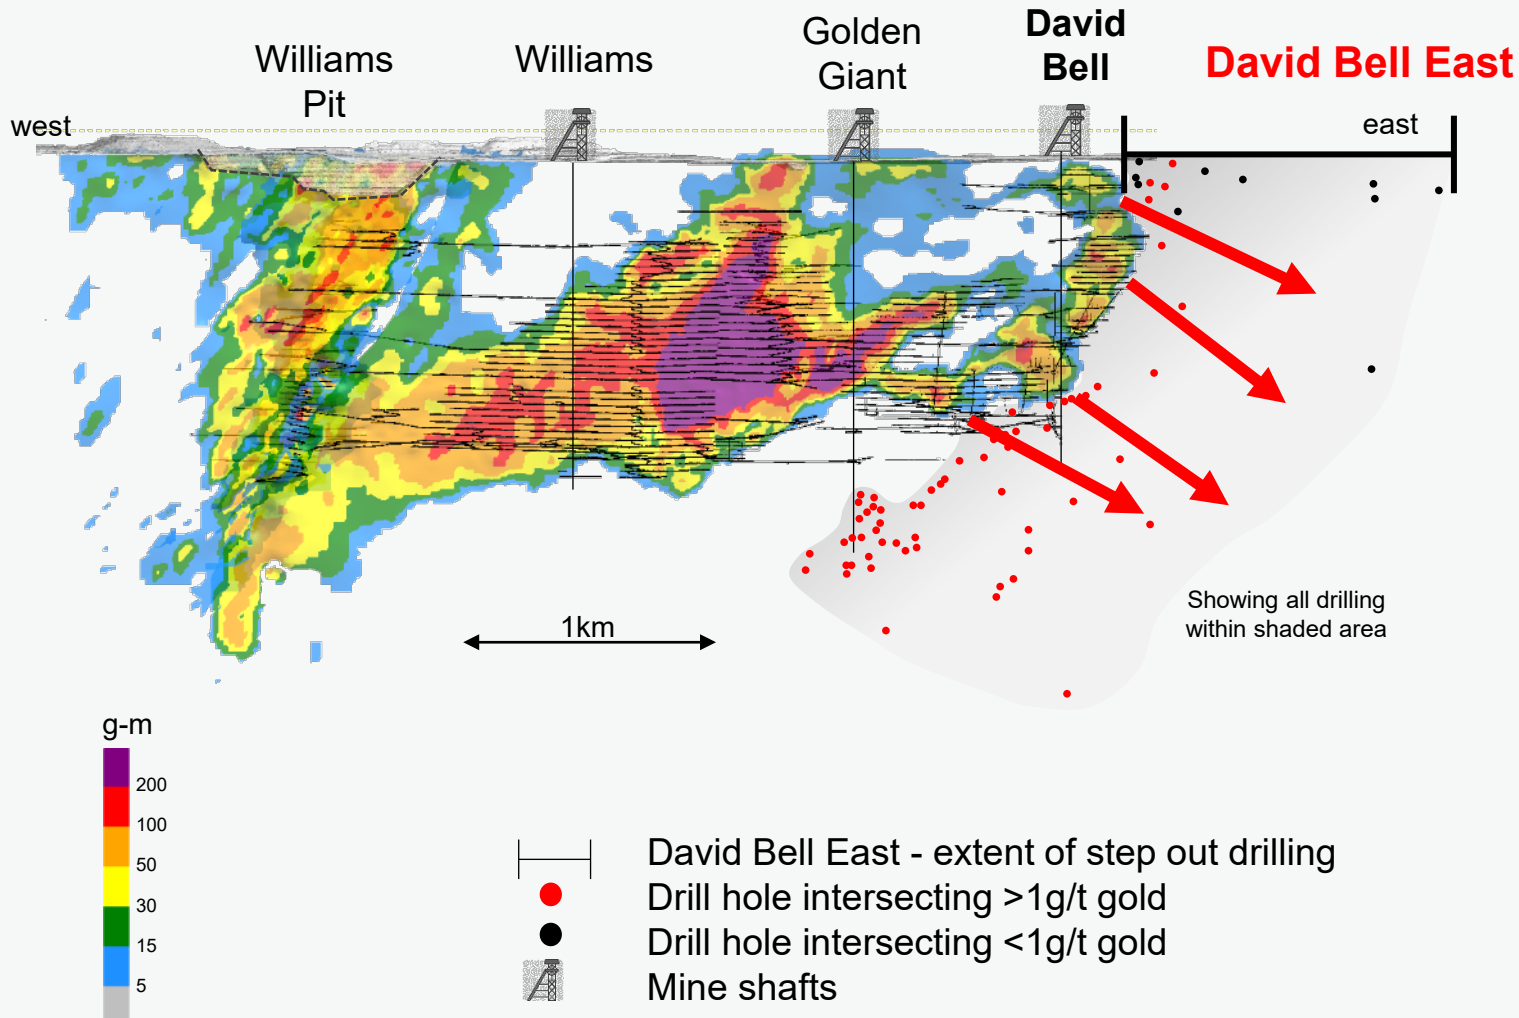 Williams
Pit
Williams
Golden
Giant
David
Bell
David Bell East
west
east
1km
Showing all drilling
within shaded area
g-m
200
100
50
30
15
5
David Bell East - extent of step out drilling
Drill hole intersecting >1g/t gold
Drill hole intersecting <1g/t gold
Mine shafts